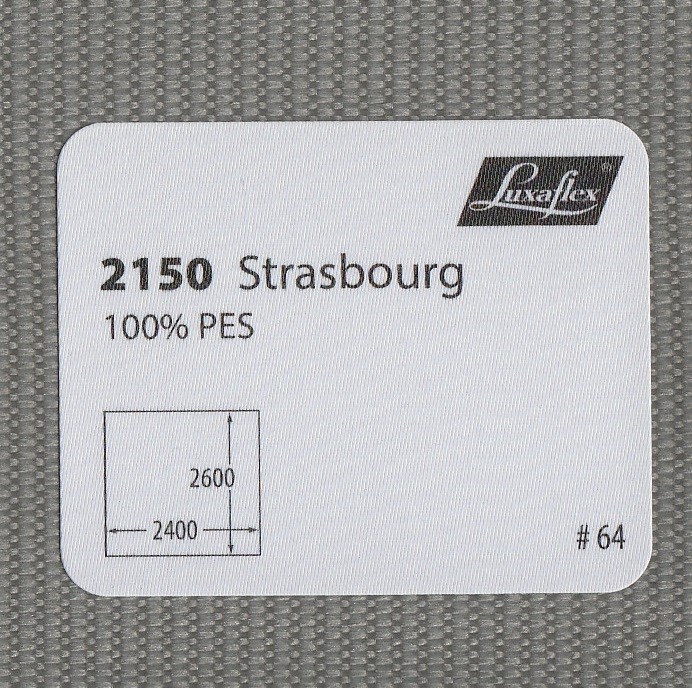 Luxaflex®
2150 Strasbourg
100% PES
2600
2400
# 64